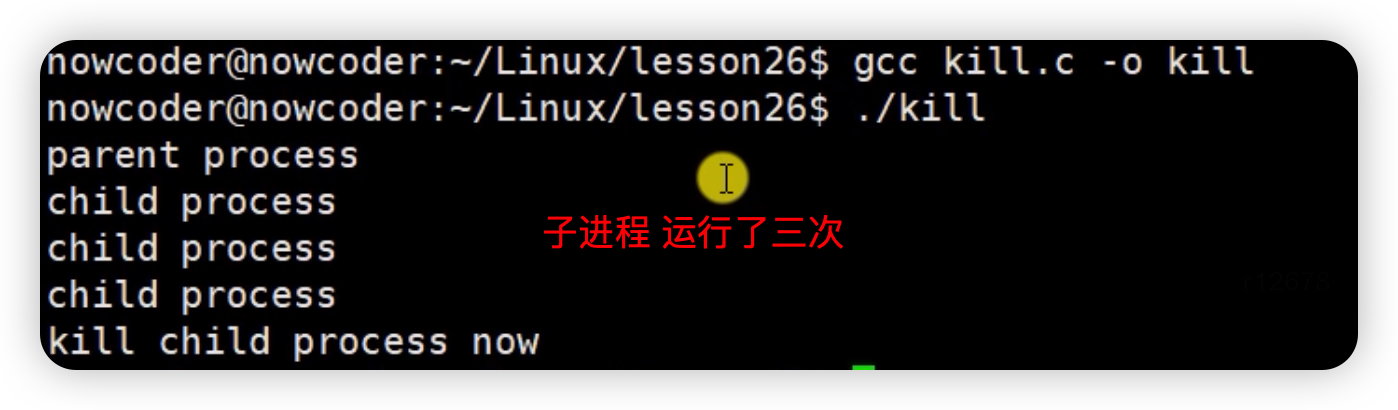 nowcoder@nowcoder:~/Linux/lesson26$ gcc kill.c -o kill
nowcoder@nowcoder:~/Linux/lesson26$ ./kill
parent process
child process
子进程 运行了三次
child process
child process
kill child process now